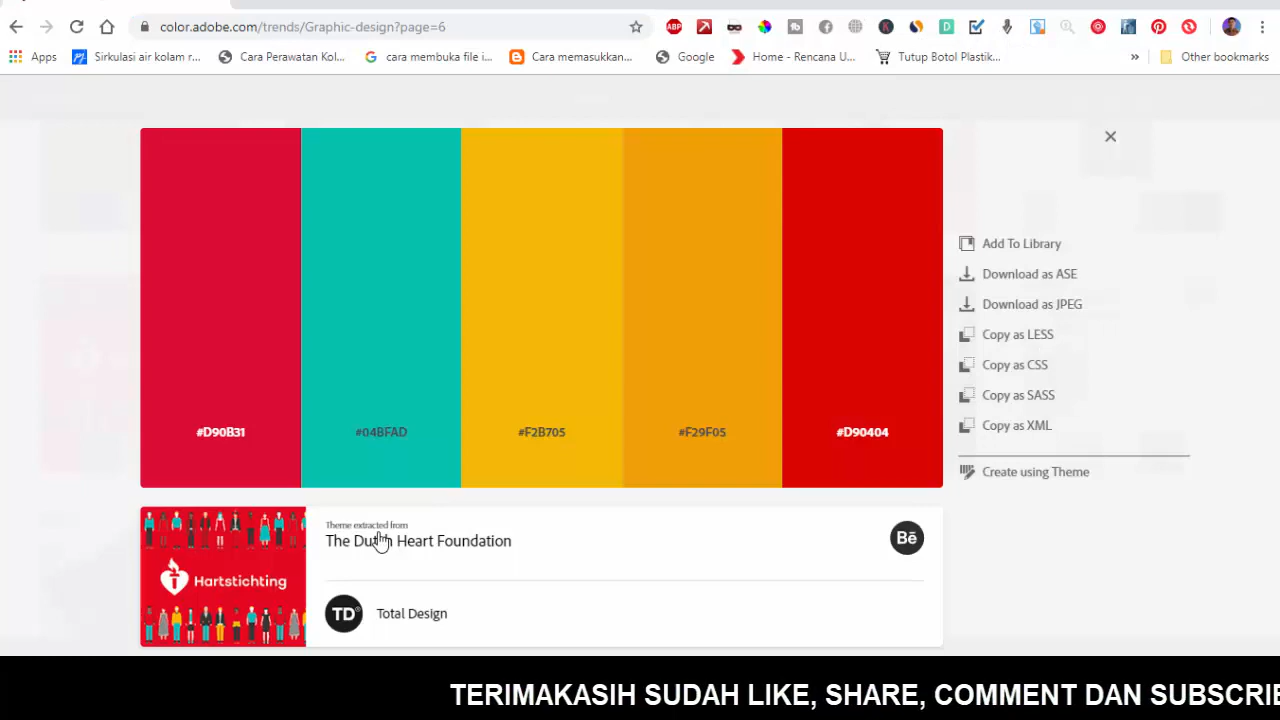 color.adobe.com/trends/Graphic-design?page=6
ABP
Apps Sirkulasi air kolam r... Cara Perawatan Kol... cara membuka file i... Cara memasukkan... Google Home - Rencana U... Tutup Botol Plastik... » Other bookmarks
Add To Library
Download as ASE
Download as JPEG
Copy as LESS
Copy as CSS
Copy as SASS
Copy as XML
Create using Theme
#D90B31 #04BFAD #F2B705 #F29F05 #D90404
Theme extracted from
The Dutch Heart Foundation
Bē
Hartstichting
TD Total Design
TERIMAKASIH SUDAH LIKE, SHARE, COMMENT DAN SUBSCRI